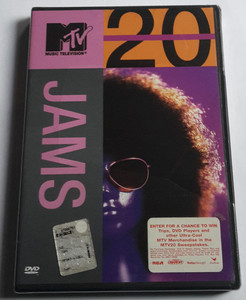 MTV
MUSIC TELEVISION
20
JAMS
ENTER FOR A CHANCE TO WIN
Trips, DVD Players and
other Ultra-Cool
MTV Merchandise in the
MTV20 Sweepstakes.
RCA
DVD